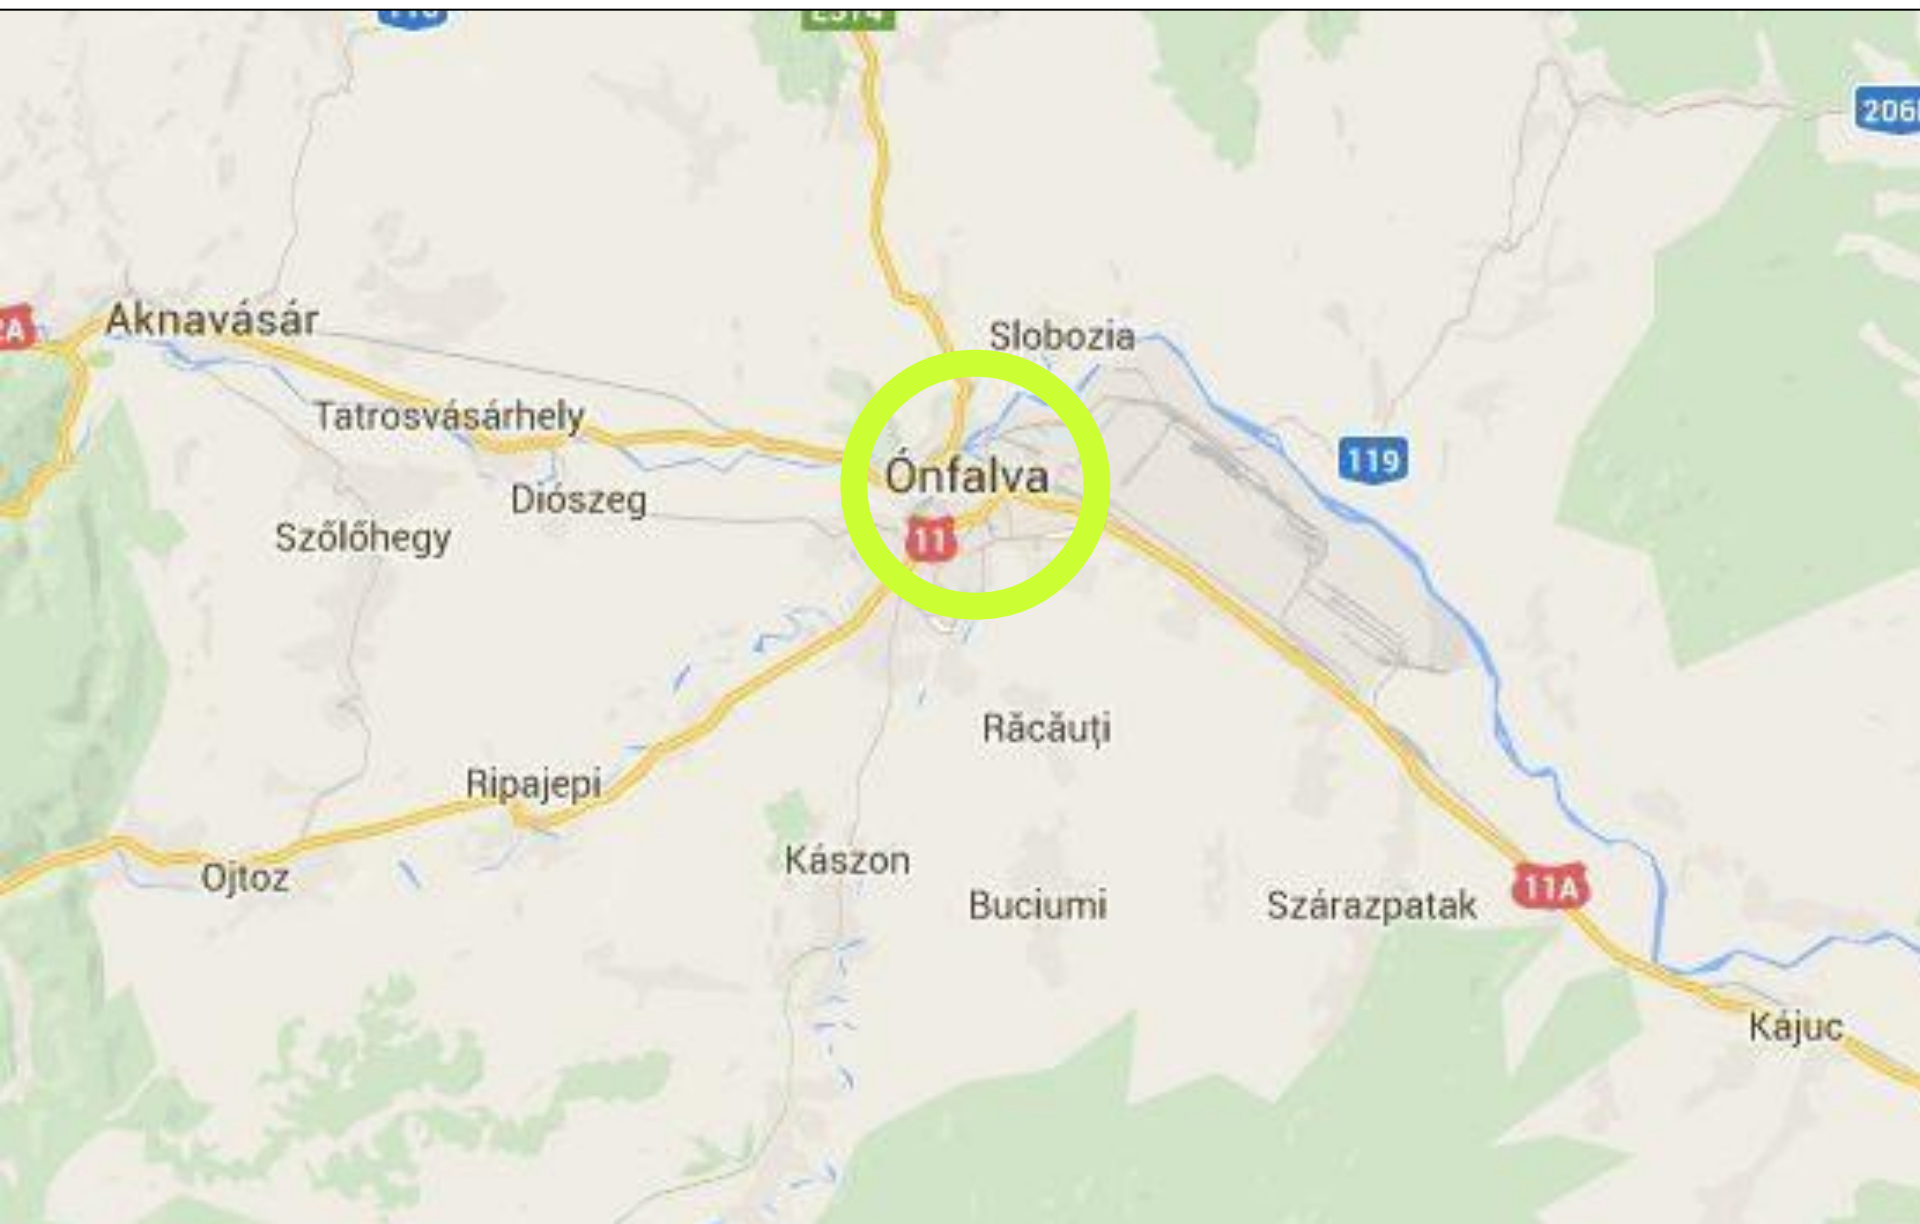 206
Aknavásár
Slobozia
Tatrosvásárhely
Ónfalva
119
Diószeg
Szőlőhegy
11
Răcăuţi
Ripajepi
Kászon
Ojtoz
Buciumi
Szárazpatak
11A
Kájuc